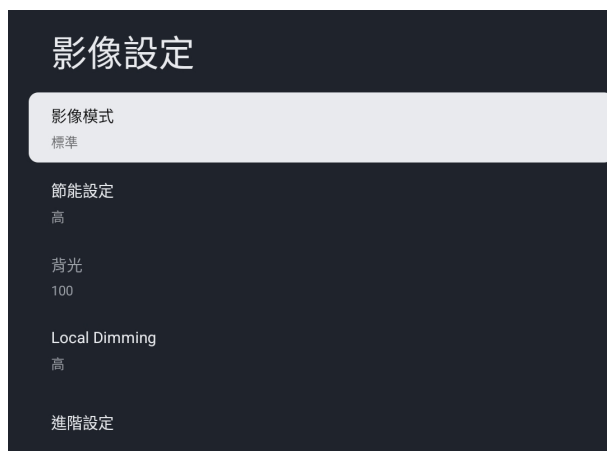 影像設定
影像模式
標準
節能設定
高
背光
100
Local Dimming
高
進階設定